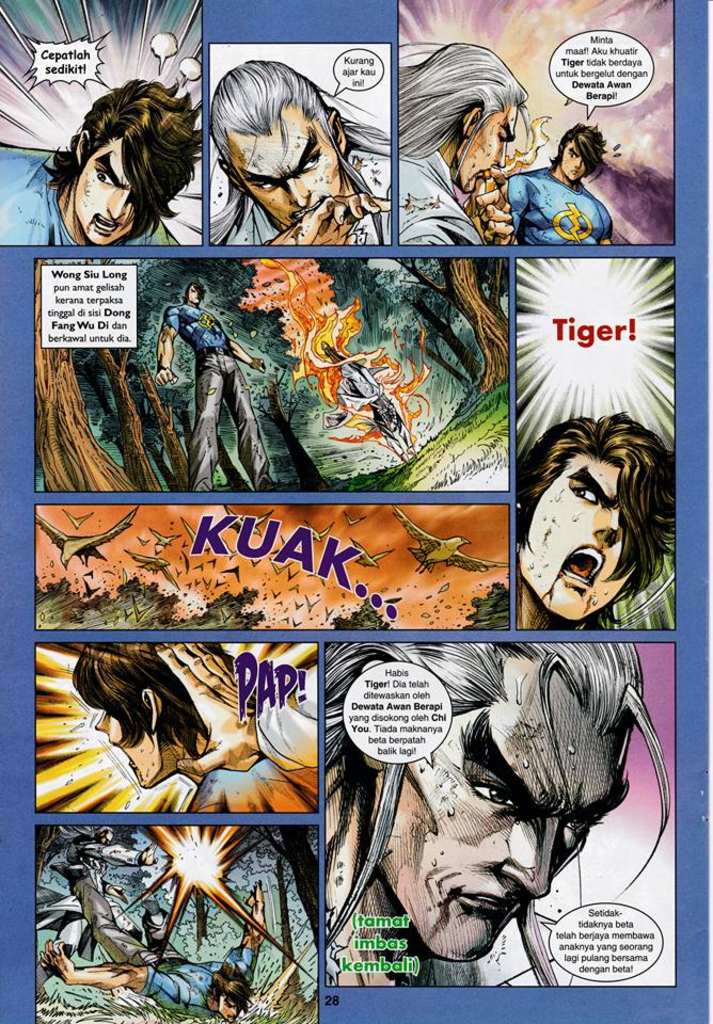 Cepatlah
sedikit!
Kurang
ajar kau
ini!
Minta
maaf! Aku khuatir
Tiger tidak berdaya
untuk bergelut dengan
Dewata Awan
Berapi!
Wong Siu Long
pun amat gelisah
kerana terpaksa
tinggal di sisi Dong
Fang Wu Di dan
berkawal untuk dia.
Tiger!
KUAK...
PAP!
Habis
Tiger! Dia telah
ditewaskan oleh
Dewata Awan Berapi
yang disokong oleh Chi
You. Tiada maknanya
beta berpatah
balik lagi!
(tamat
imbas
kembali)
Setidak-
tidaknya beta
telah berjaya membawa
anaknya yang seorang
lagi pulang bersama
dengan beta!
28